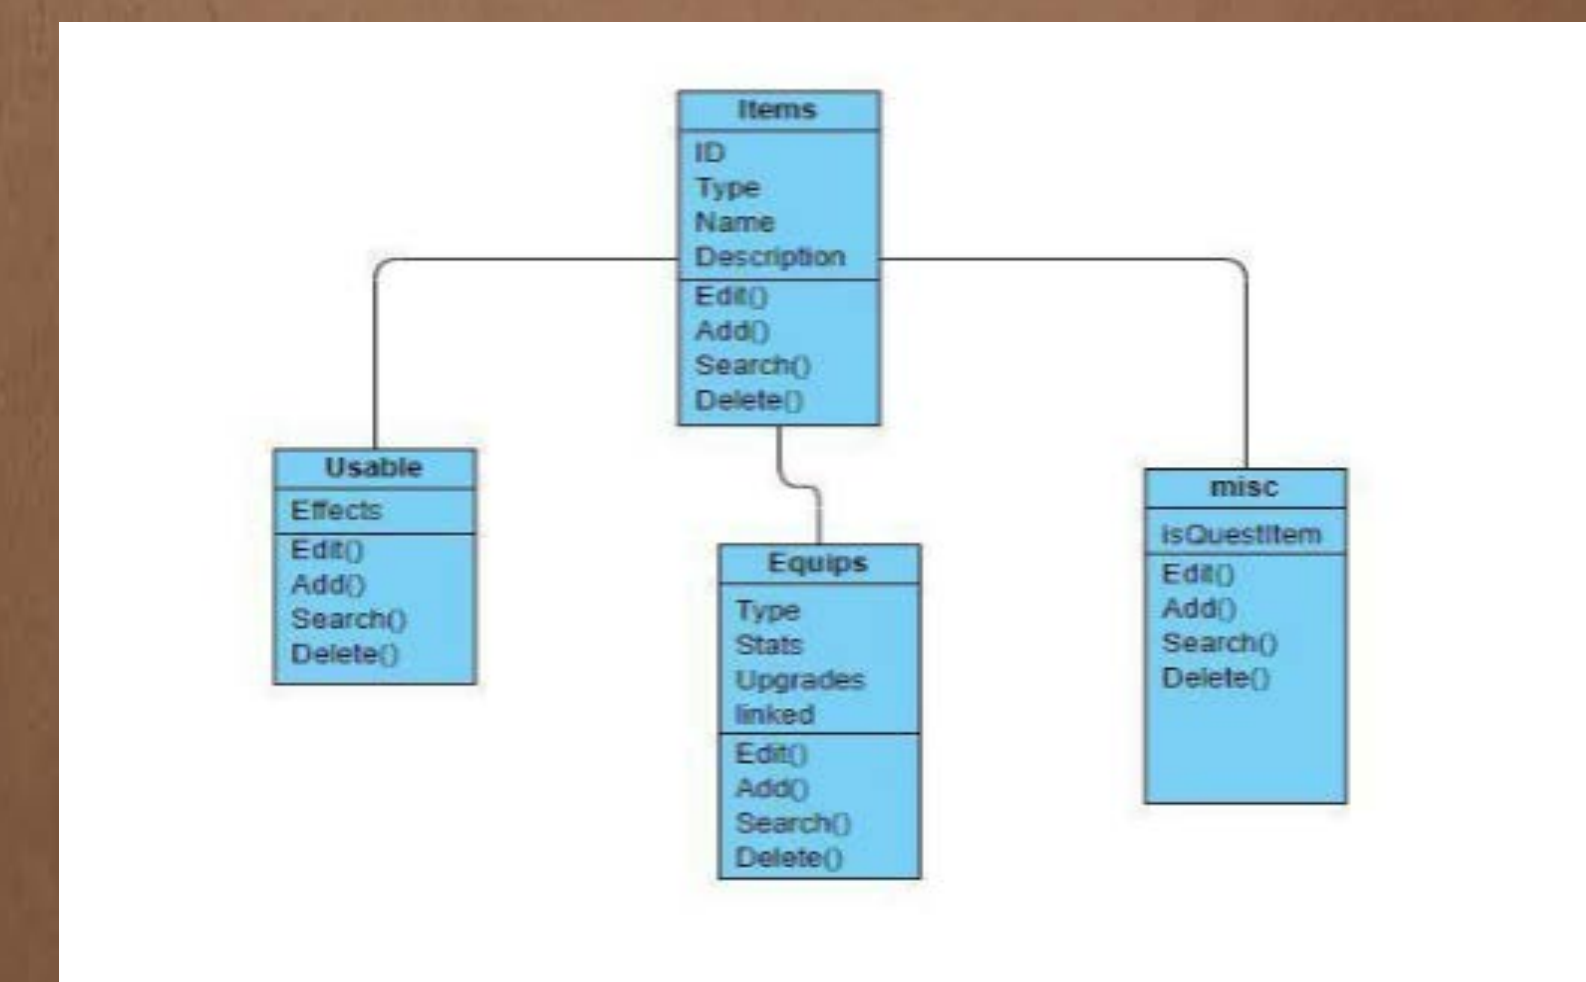 Items
ID
Type
Name
Description
Edit()
Add()
Search()
Delete()
Usable
Effects
Edit()
Add()
Search()
Delete()
Equips
Type
Stats
Upgrades
linked
Edit()
Add()
Search()
Delete()
misc
isQuestItem
Edit()
Add()
Search()
Delete()